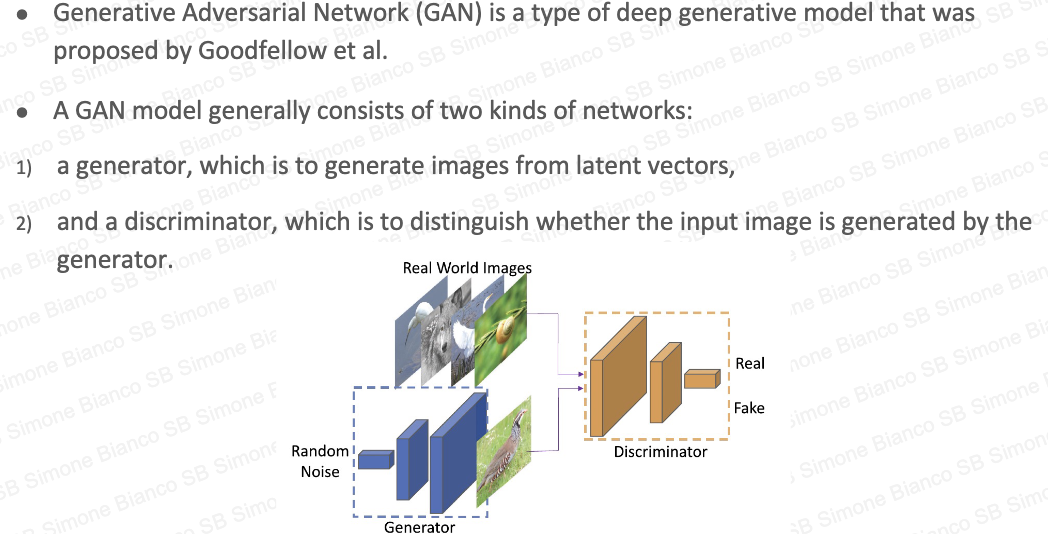 • Generative Adversarial Network (GAN) is a type of deep generative model that was
proposed by Goodfellow et al.
• A GAN model generally consists of two kinds of networks:
1) a generator, which is to generate images from latent vectors,
2) and a discriminator, which is to distinguish whether the input image is generated by the
generator.
Real World Images
Real
Fake
Random
Noise
Discriminator
Generator
SB Simone Bianco SB Simone Bianco SB Simone Bianco